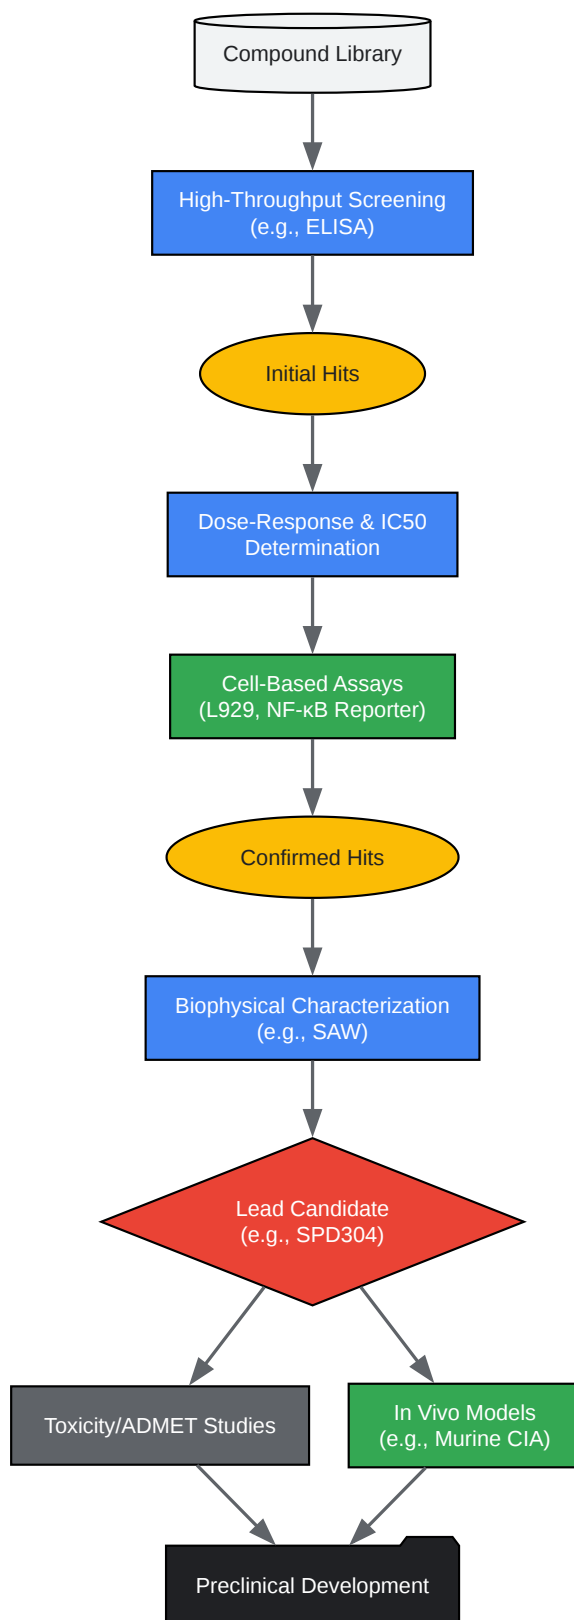 Compound Library
High-Throughput Screening
(e.g., ELISA)
Initial Hits
Dose-Response & IC50
Determination
Cell-Based Assays
(L929, NF-κB Reporter)
Confirmed Hits
Biophysical Characterization
(e.g., SAW)
Lead Candidate
(e.g., SPD304)
Toxicity/ADMET Studies
In Vivo Models
(e.g., Murine CIA)
Preclinical Development